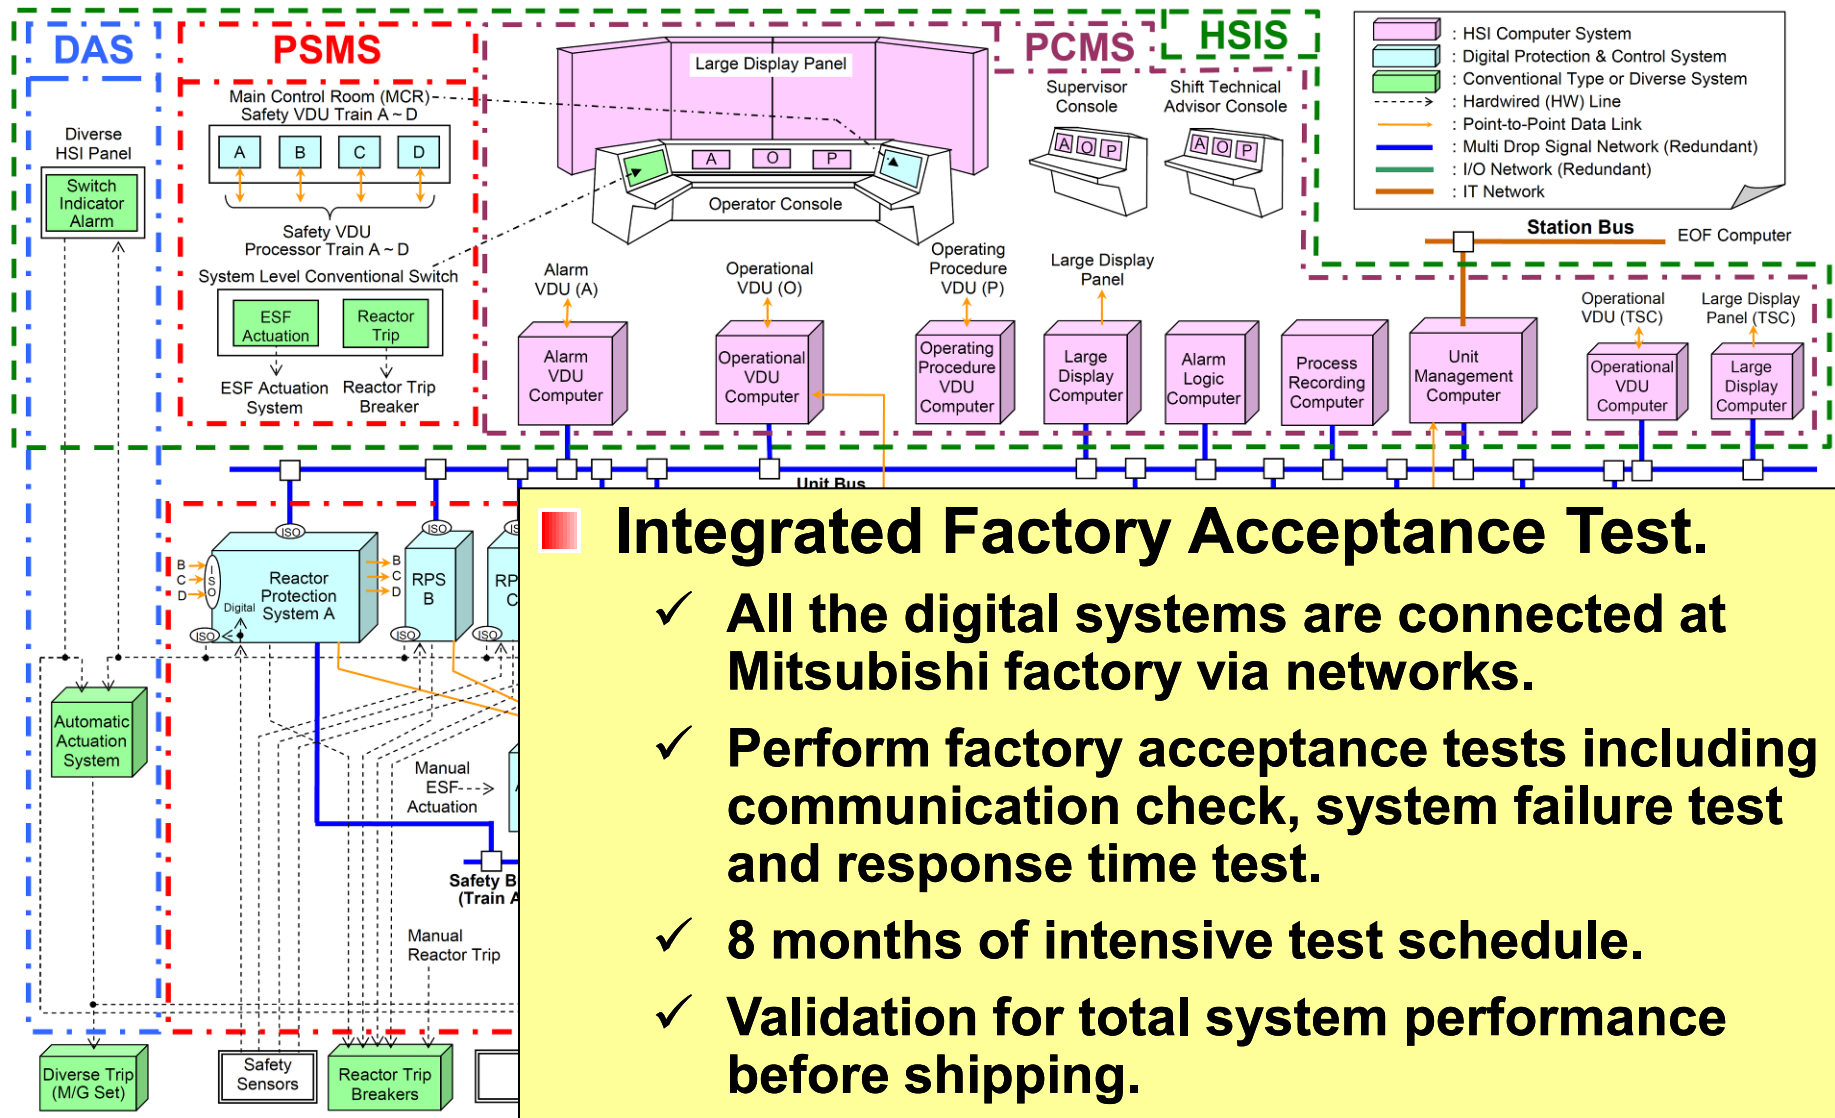 DAS
PSMS
PCMS
HSIS
Large Display Panel
: HSI Computer System
: Digital Protection & Control System
: Conventional Type or Diverse System
: Hardwired (HW) Line
: Point-to-Point Data Link
: Multi Drop Signal Network (Redundant)
: I/O Network (Redundant)
: IT Network
Main Control Room (MCR)
Safety VDU Train A ~ D
A B C D
Safety VDU
Processor Train A ~ D
Diverse
HSI Panel
Switch
Indicator
Alarm
A O P
Operator Console
Supervisor
Console
A O P
Shift Technical
Advisor Console
A O P
Station Bus
EOF Computer
System Level Conventional Switch
ESF
Actuation
Reactor
Trip
ESF Actuation
System
Reactor Trip
Breaker
Alarm
VDU (A)
Operational
VDU (O)
Operating
Procedure
VDU (P)
Large Display
Panel
Operational
VDU (TSC)
Large Display
Panel (TSC)
Alarm
VDU
Computer
Operational
VDU
Computer
Operating
Procedure
VDU
Computer
Large
Display
Computer
Alarm
Logic
Computer
Process
Recording
Computer
Unit
Management
Computer
Operational
VDU
Computer
Large
Display
Computer
Unit Bus
ISO
ISO
B
C
D
ISO
Reactor
Protection
System A
Digital
ISO
B
C
D
RPS
B
ISO
RP
C
ISO
Automatic
Actuation
System
Manual
ESF
Actuation
Safety B
(Train A
Manual
Reactor Trip
Diverse Trip
(M/G Set)
Safety
Sensors
Reactor Trip
Breakers
Integrated Factory Acceptance Test.
✓ All the digital systems are connected at
Mitsubishi factory via networks.
✓ Perform factory acceptance tests including
communication check, system failure test
and response time test.
✓ 8 months of intensive test schedule.
✓ Validation for total system performance
before shipping.